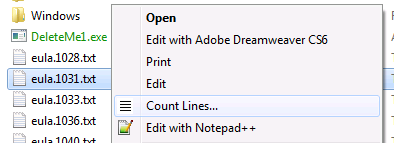 Windows
DeleteMe1.exe
eula.1028.txt
eula.1031.txt
eula.1033.txt
eula.1036.txt
eula.1040.txt
Open
Edit with Adobe Dreamweaver CS6
Print
Edit
Count Lines...
Edit with Notepad++